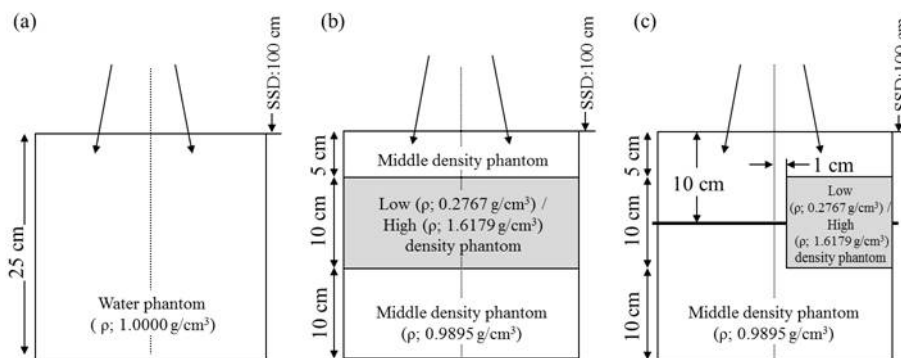 (a)
SSD:100 cm
25 cm
Water phantom
( ρ; 1.0000 g/cm³)
(b)
SSD:100 cm
5 cm
10 cm
10 cm
Middle density phantom
Low (ρ; 0.2767 g/cm³) /
High (ρ; 1.6179 g/cm³)
density phantom
Middle density phantom
(ρ; 0.9895 g/cm³)
(c)
SSD:100 cm
5 cm
10 cm
10 cm
10 cm
1 cm
Low
(ρ; 0.2767 g/cm³) /
High
(ρ; 1.6179 g/cm³)
density phantom
Middle density phantom
(ρ; 0.9895 g/cm³)